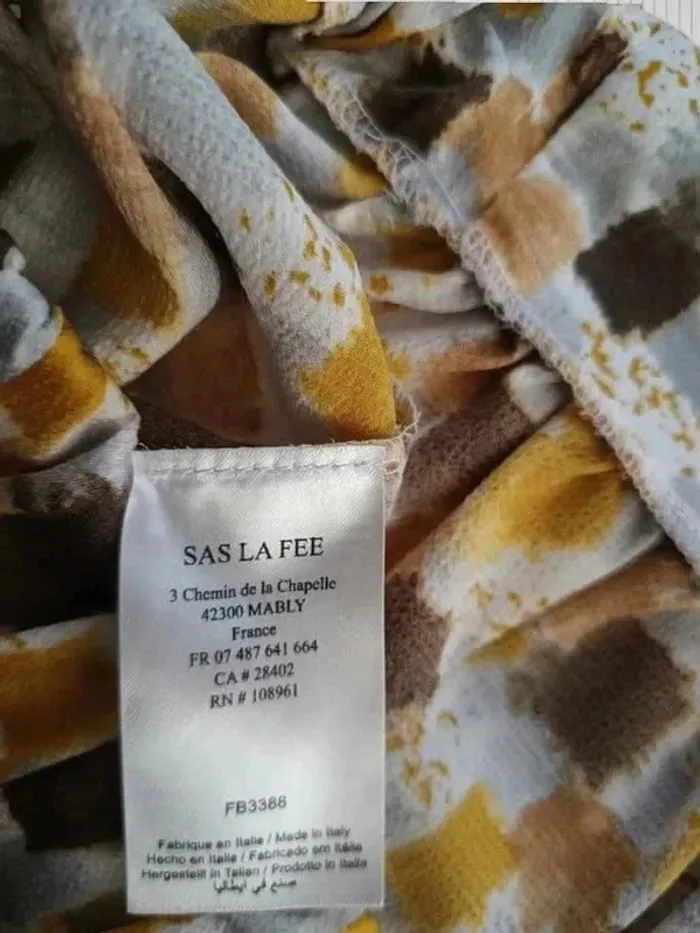 SAS LA FEE
3 Chemin de la Chapelle
42300 MABLY
France
FR 07 487 641 664
CA # 28402
RN # 108961
FB3388
Fabriqué en Italie / Made in Italy
Hecho en Italia / Fabricado em Itália
Hergestellt in Italien / Prodotto in Italia
صنع في ايطاليا